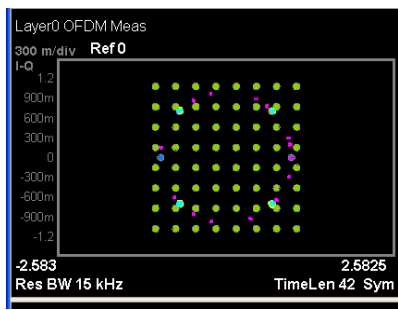 Layer0 OFDM Meas
300 m/div Ref 0
I-Q
1.2
900m
600m
300m
0
-300m
-600m
-900m
-1.2
-2.583 2.5825
Res BW 15 kHz TimeLen 42 Sym